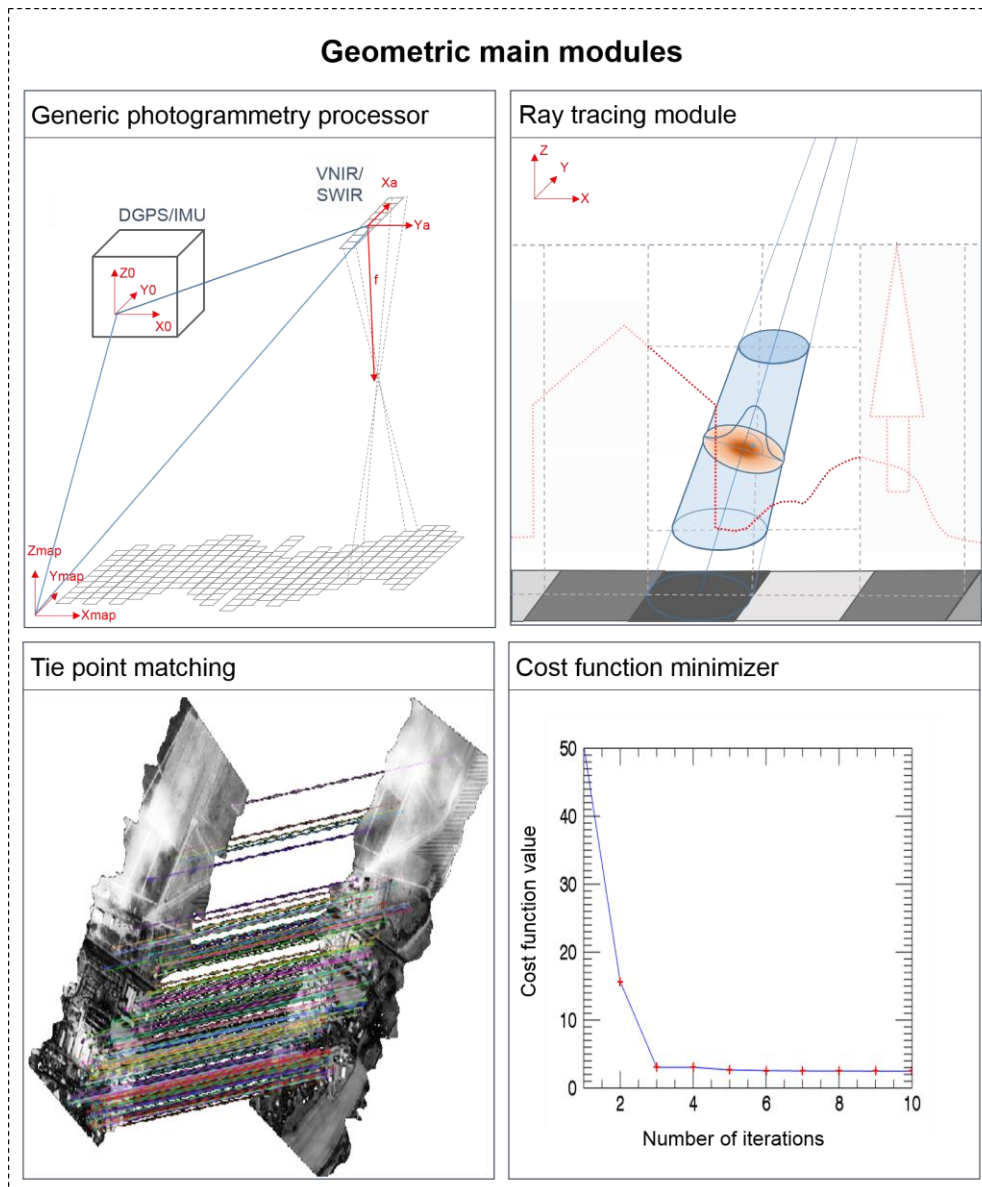 Geometric main modules
Generic photogrammetry processor
VNIR/
SWIR
Xa
Ya
DGPS/IMU
f
Z0
Y0
X0
Zmap
Ymap
Xmap
Ray tracing module
Z
Y
X
Tie point matching
Cost function minimizer
50
40
30
20
10
0
Cost function value
2
4
6
8
10
Number of iterations